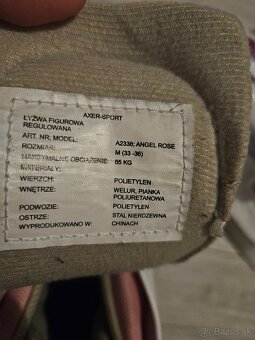 AXER-SPORT
ŁYŻWA FIGUROWA
REGULOWANA
ART. NR; MODEL: A2338; ANGEL ROSE
ROZMIAR: M (33 -36)
MAKSYMALNE OBCIĄŻENIE: 65 KG
MATERIAŁY:
WIERZCH: POLIETYLEN
WNĘTRZE: WELUR, PIANKA
POLIURETANOWA
PODWOZIE: POLIETYLEN
OSTRZE: STAL NIERDZEWNA
WYPRODUKOWANO W: CHINACH
Bazos.sk